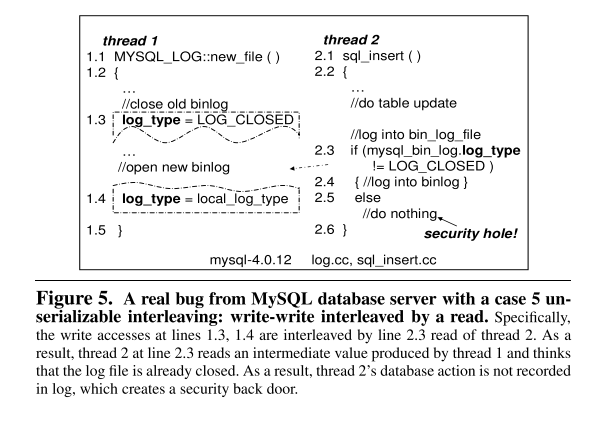 thread 1
1.1 MYSQL_LOG::new_file ( )
1.2 {
...
//close old binlog
1.3 log_type = LOG_CLOSED
...
//open new binlog
1.4 log_type = local_log_type
1.5 }
thread 2
2.1 sql_insert ( )
2.2 {
...
//do table update
//log into bin_log_file
2.3 if (mysql_bin_log.log_type
!= LOG_CLOSED )
2.4 { //log into binlog }
2.5 else
//do nothing
security hole!
2.6 }
mysql-4.0.12 log.cc, sql_insert.cc
Figure 5. A real bug from MySQL database server with a case 5 un-
serializable interleaving: write-write interleaved by a read. Specifically,
the write accesses at lines 1.3, 1.4 are interleaved by line 2.3 read of thread 2. As a
result, thread 2 at line 2.3 reads an intermediate value produced by thread 1 and thinks
that the log file is already closed. As a result, thread 2's database action is not recorded
in log, which creates a security back door.